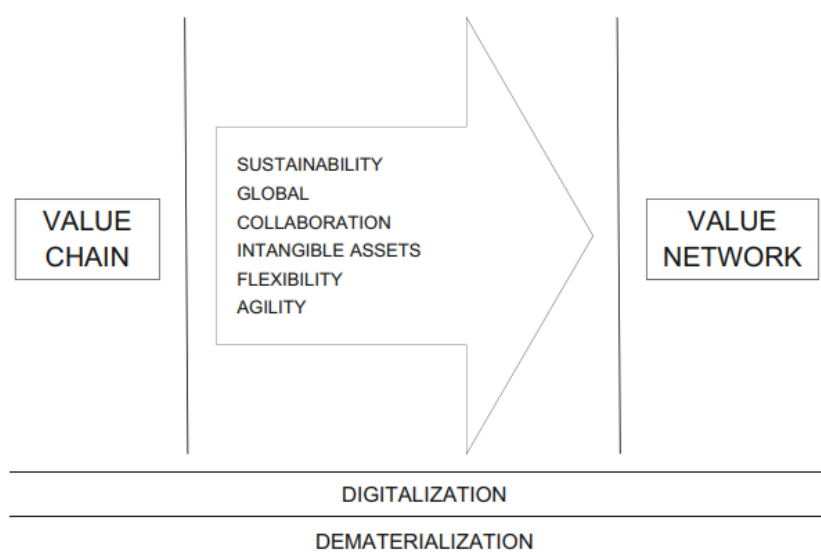 VALUE
CHAIN
SUSTAINABILITY
GLOBAL
COLLABORATION
INTANGIBLE ASSETS
FLEXIBILITY
AGILITY
VALUE
NETWORK
DIGITALIZATION
DEMATERIALIZATION